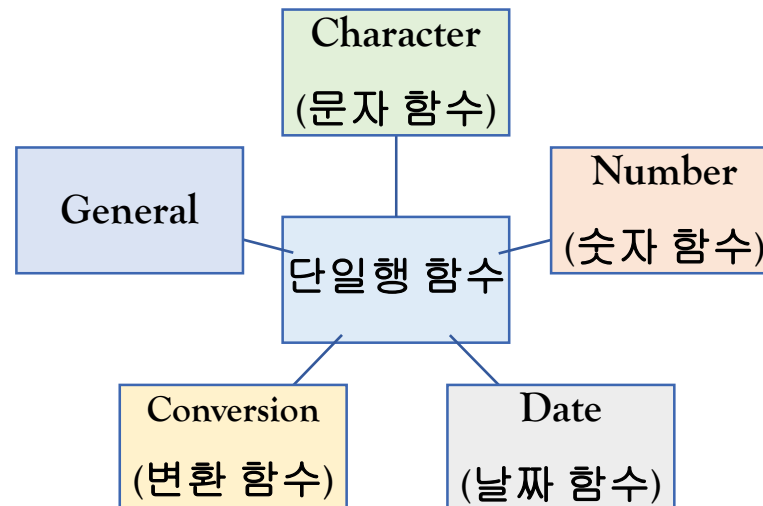 Character
(문자 함수)
General
Number
(숫자 함수)
단일행 함수
Conversion
(변환 함수)
Date
(날짜 함수)